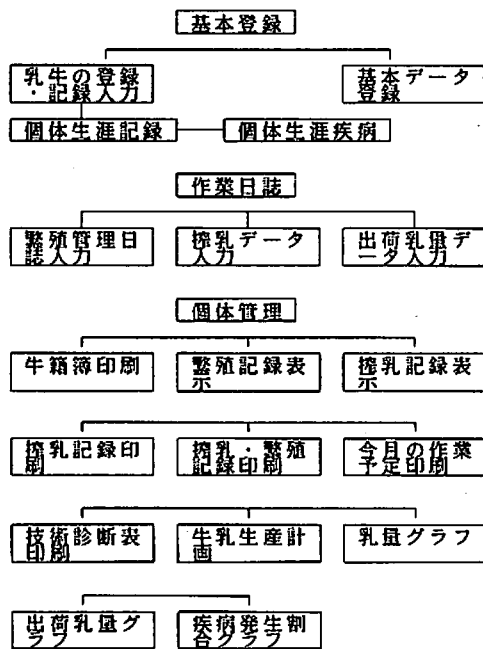 基本登録
乳牛の登録
・記録入力
基本データ・
登録
個体生涯記録
個体生涯疾病
作業日誌
繁殖管理日
誌入力
搾乳データ
入力
出荷乳量デ
ータ入力
個体管理
牛籍簿印刷
繁殖記録表
示
搾乳記録表
示
搾乳記録印
刷
搾乳・繁殖
記録印刷
今月の作業
予定印刷
技術診断表
印刷
牛乳生産計
画
乳量グラフ
出荷乳量グ
ラフ
疾病発生割
合グラフ